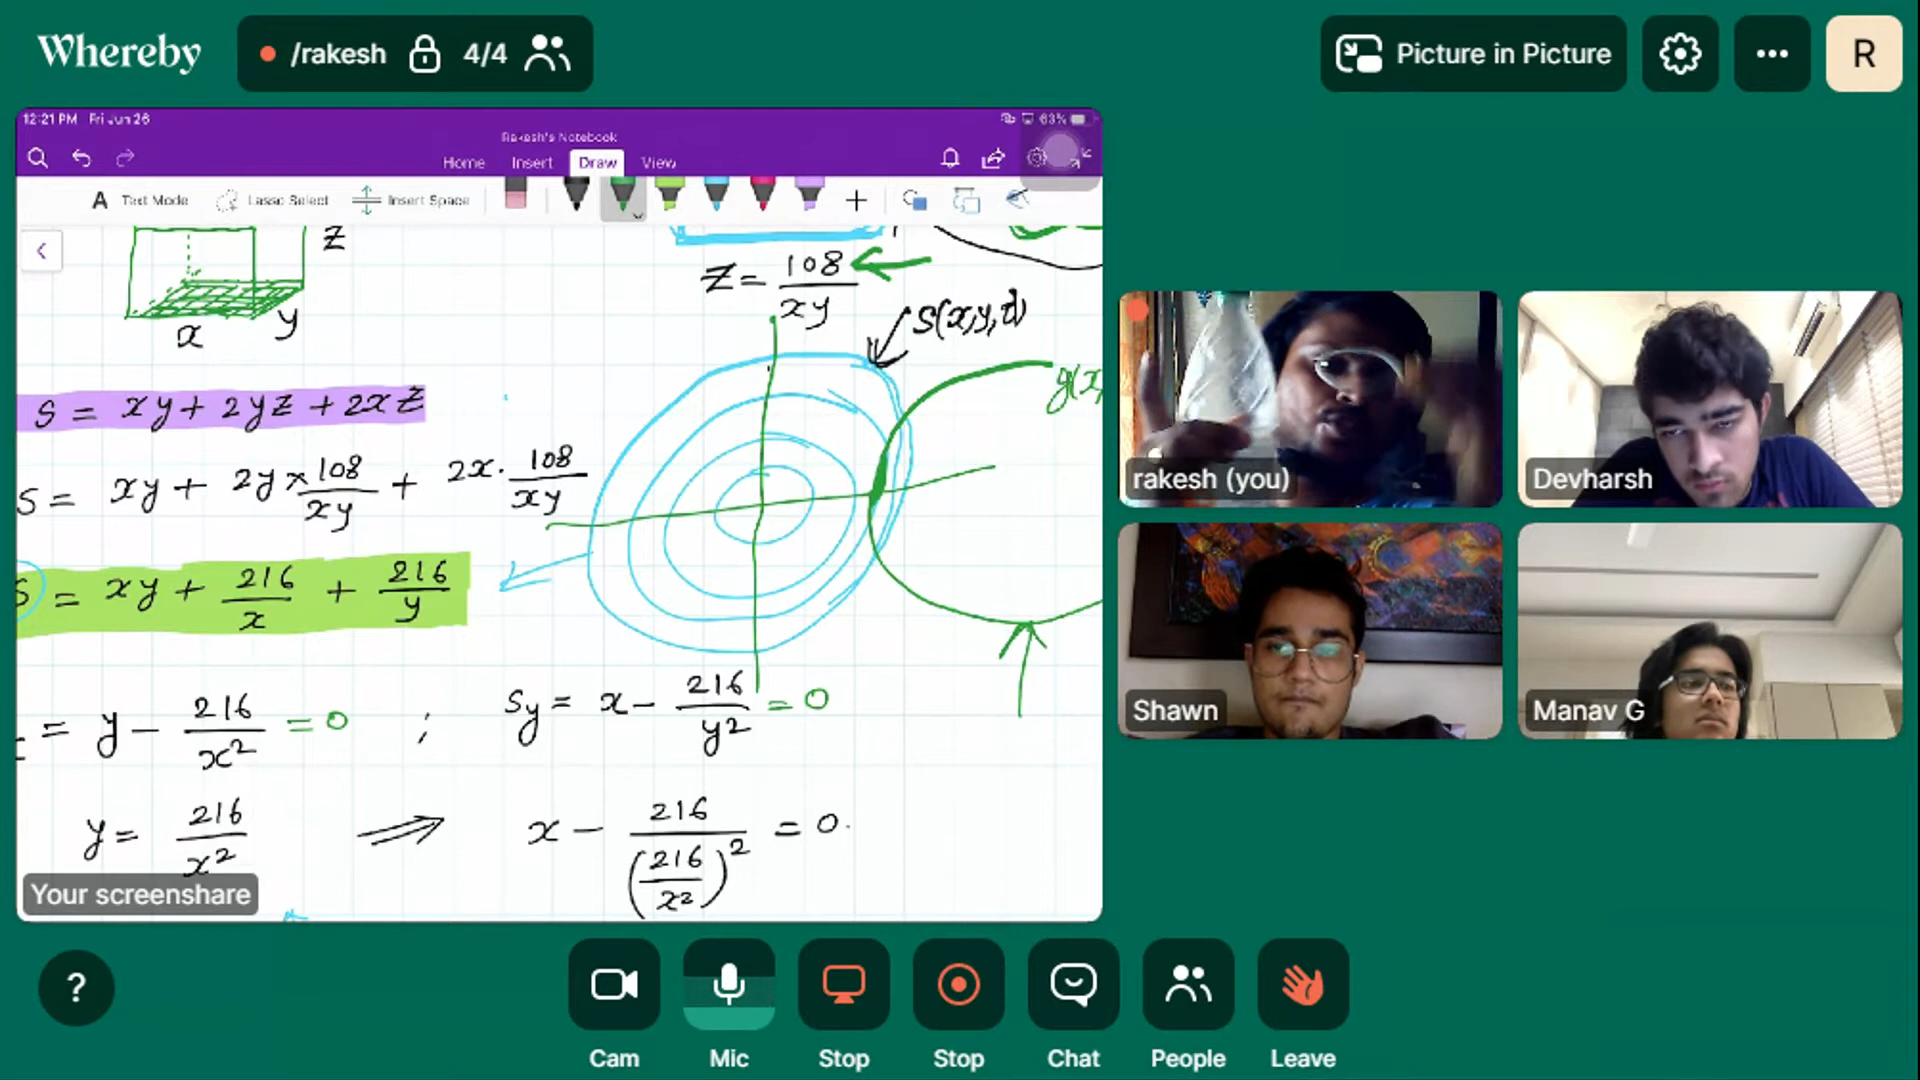 Whereby
/rakesh 4/4
Picture in Picture
R
12:21 PM Fri Jun 26
63%
Rakesh's Notebook
Home Insert Draw View
A Text Mode Lasso Select Insert Space
z
x y
z = 108/xy
S(x,y,z)
S = xy + 2yz + 2xz
S = xy + 2y × 108/xy + 2x · 108/xy
S = xy + 216/x + 216/y
= y - 216/x² = 0 ; Sy = x - 216/y² = 0
y = 216/x² ⟹ x - 216/(216/x²)² = 0.
Your screenshare
rakesh (you)
Devharsh
Shawn
Manav G
?
Cam Mic Stop Stop Chat People Leave